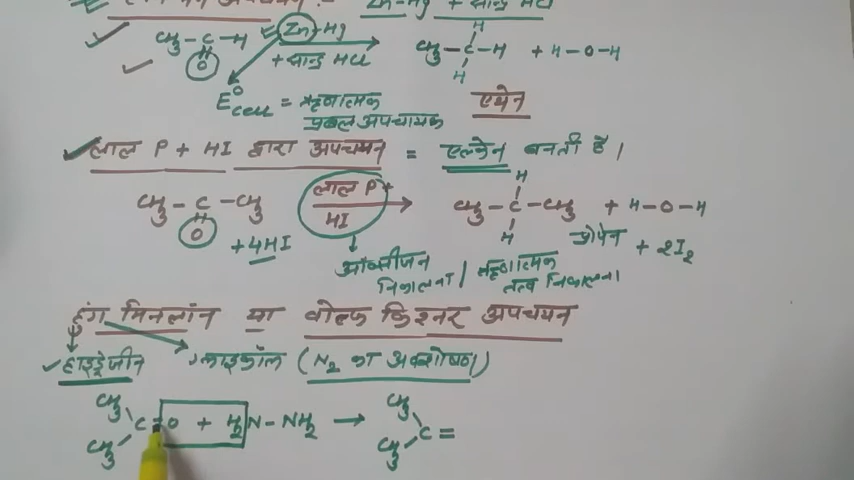 Zn-Hg + सान्द्र HCl
CH3 - C - H Zn-Hg CH3 - C - H + H - O - H
H
O + सान्द्र HCl H
E°cell = ऋणात्मक एथेन
प्रबल अपचायक
लाल P + HI द्वारा अपचयन = एल्केन बनती है।
H
CH3 - C - CH3 लाल P + CH3 - C - CH3 + H - O - H
O HI H
+ 4HI प्रोपेन + 2I2
ऑक्सीजन निकालना / ऋणात्मक तत्व निकालना
हुंग मिनलॉन या वोल्फ किश्नर अपचयन
हाइड्रेजीन ग्लाइकॉल (N2 का अवशोषण)
CH3 CH3
C = O + H2N - NH2 → C =
CH3 CH3